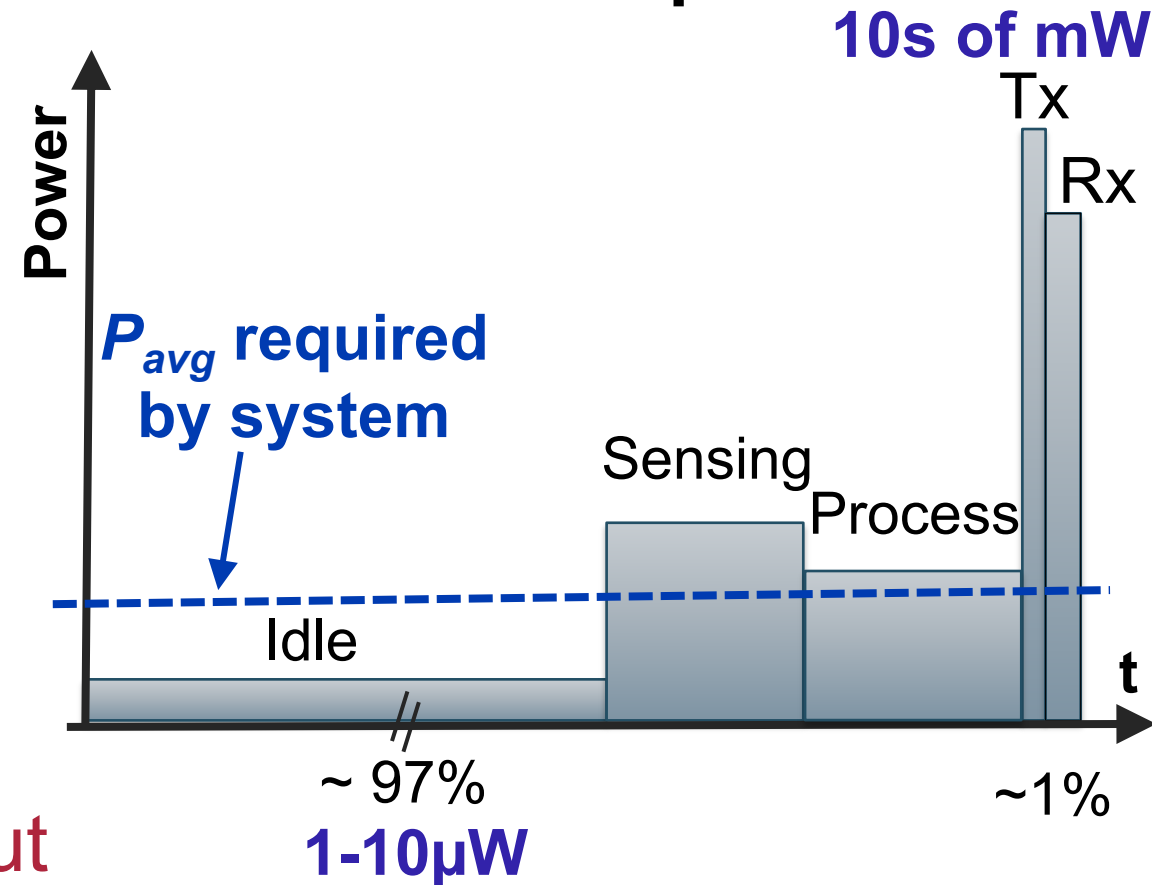 10s of mW
Tx
Rx
Power
P_avg required
by system
Sensing
Process
Idle
t
~ 97%
~1%
1-10µW